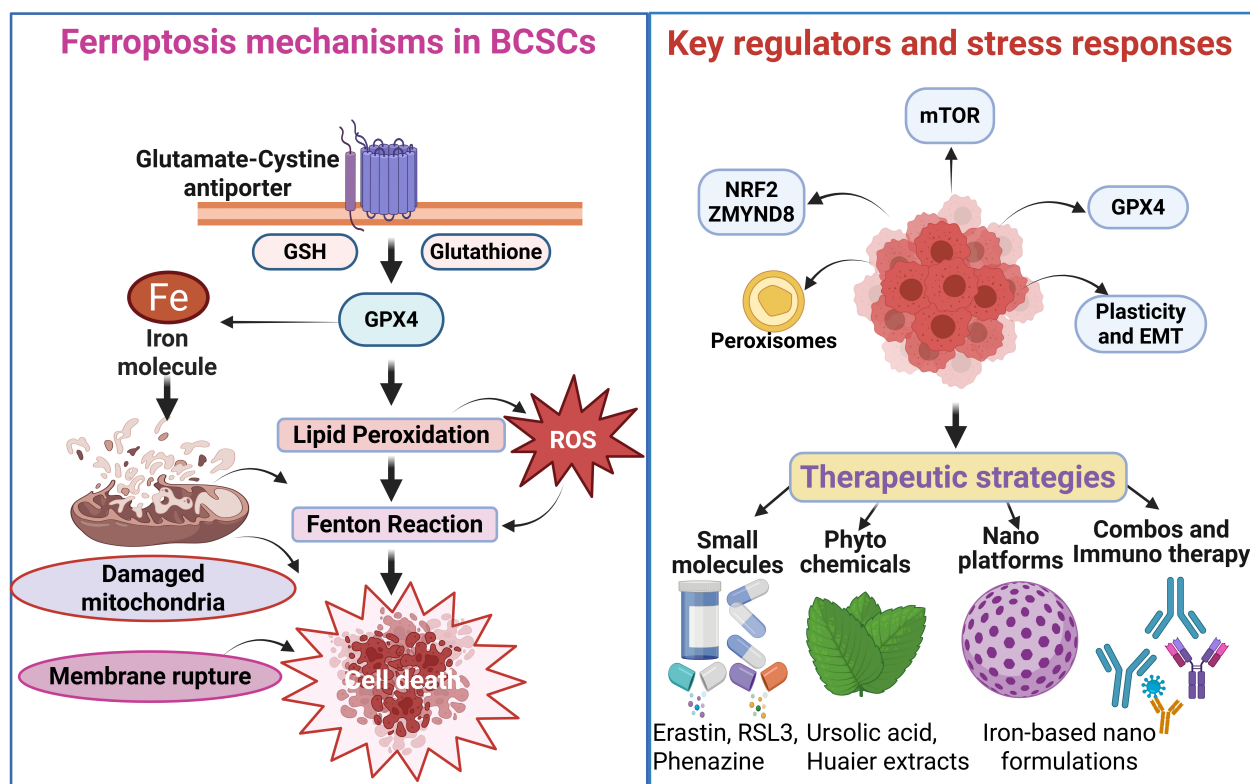 Ferroptosis mechanisms in BCSCs
Glutamate-Cystine
antiporter
GSH
Glutathione
Fe
Iron
molecule
GPX4
Lipid Peroxidation
ROS
Fenton Reaction
Damaged
mitochondria
Membrane rupture
Cell death
Key regulators and stress responses
mTOR
NRF2
ZMYND8
GPX4
Peroxisomes
Plasticity
and EMT
Therapeutic strategies
Small
molecules
Phyto
chemicals
Nano
platforms
Combos and
Immuno therapy
Erastin, RSL3,
Phenazine
Ursolic acid,
Huaier extracts
Iron-based nano
formulations